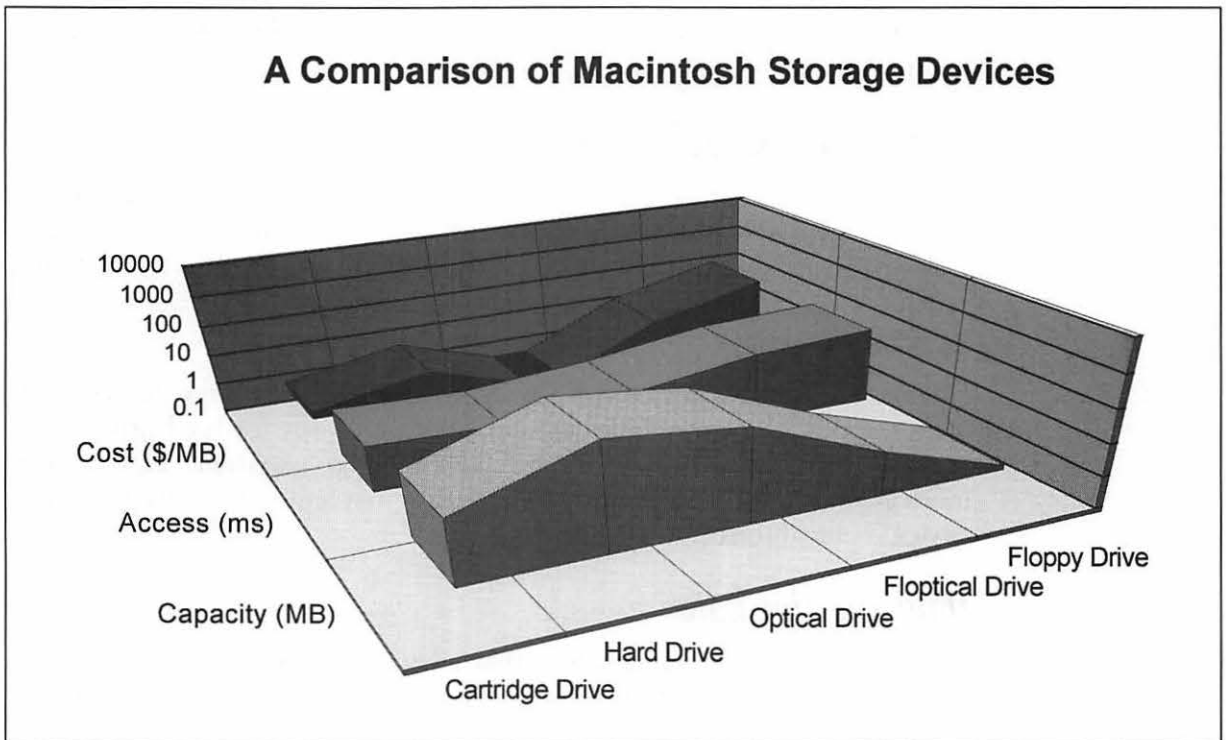 A Comparison of Macintosh Storage Devices
10000
1000
100
10
1
0.1
Cost ($/MB)
Access (ms)
Capacity (MB)
Floppy Drive
Floptical Drive
Optical Drive
Hard Drive
Cartridge Drive